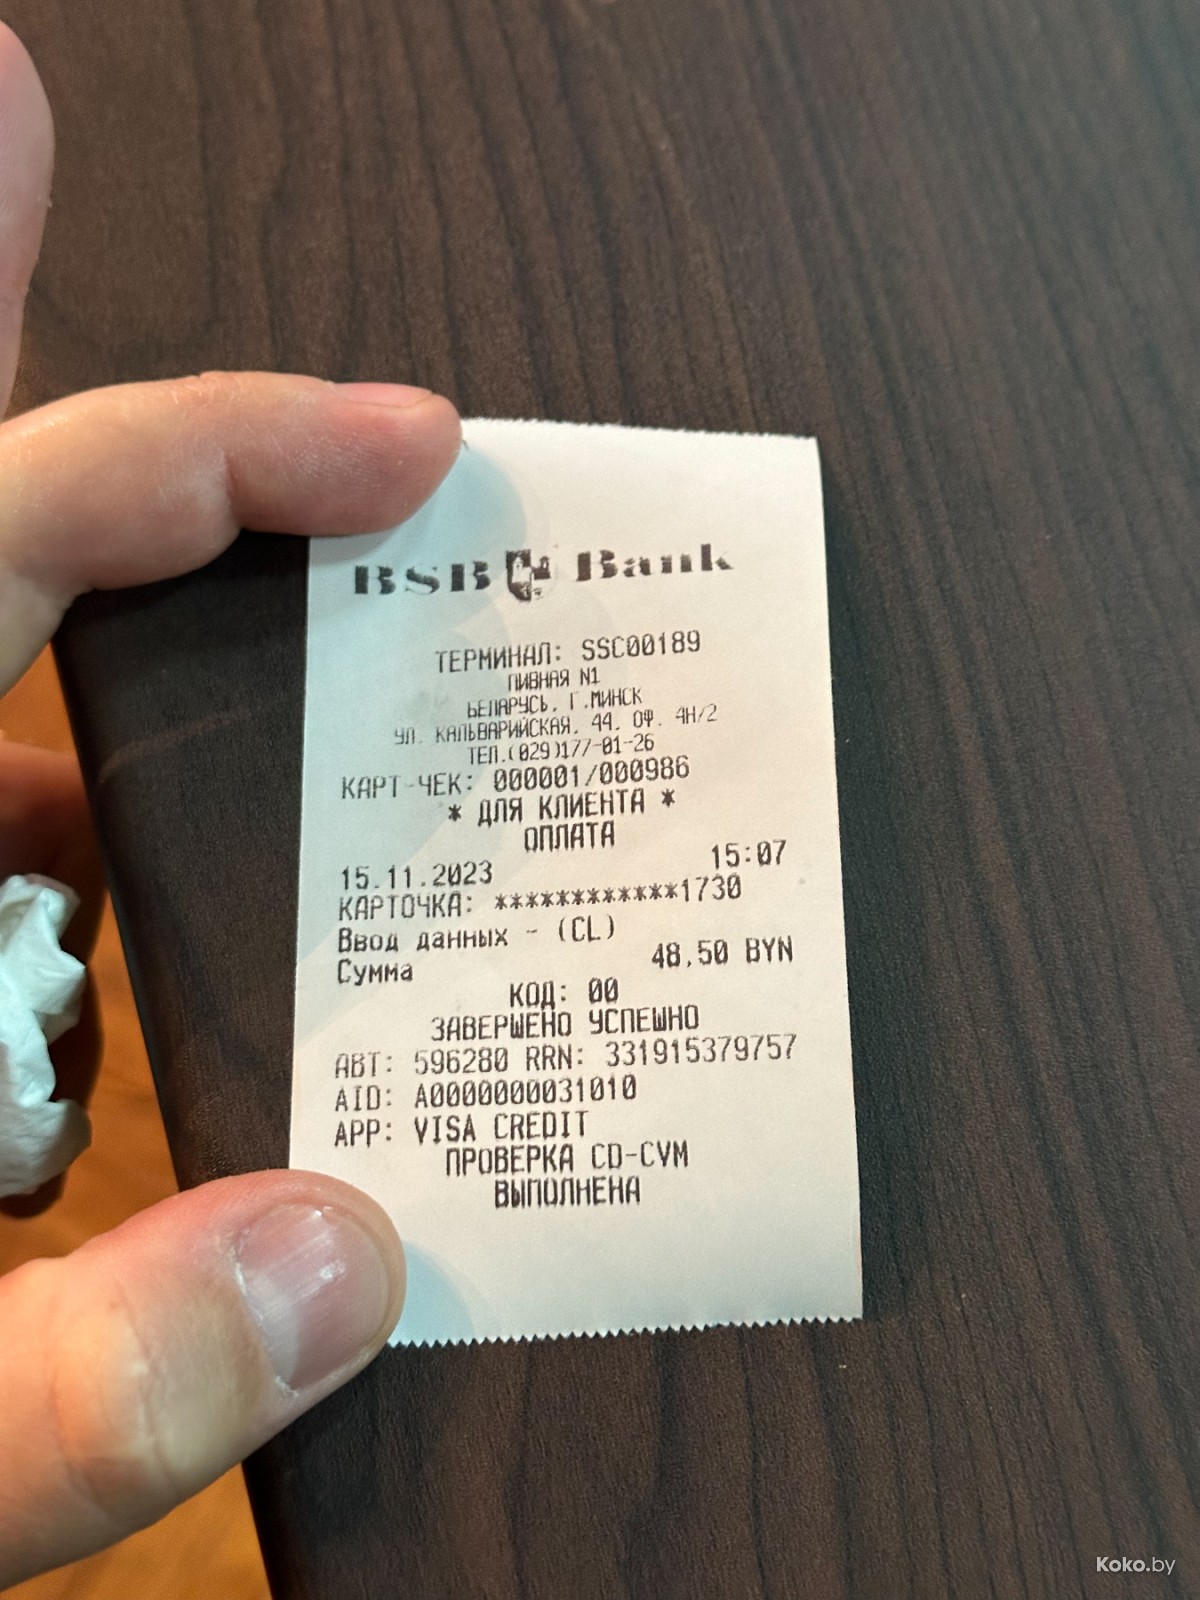 BSB Bank
ТЕРМИНАЛ: SSC00189
ПИВНАЯ N1
БЕЛАРУСЬ, Г.МИНСК
УЛ. КАЛЬВАРИЙСКАЯ, 44, ОФ. 4Н/2
ТЕЛ.(029)177-01-26
КАРТ-ЧЕК: 000001/000986
* ДЛЯ КЛИЕНТА *
ОПЛАТА
15.11.2023 15:07
КАРТОЧКА: ************1730
Ввод данных - (CL)
Сумма 48,50 BYN
КОД: 00
ЗАВЕРШЕНО УСПЕШНО
АВТ: 596280 RRN: 331915379757
AID: A0000000031010
APP: VISA CREDIT
ПРОВЕРКА CD-CVM
ВЫПОЛНЕНА
Koko.by